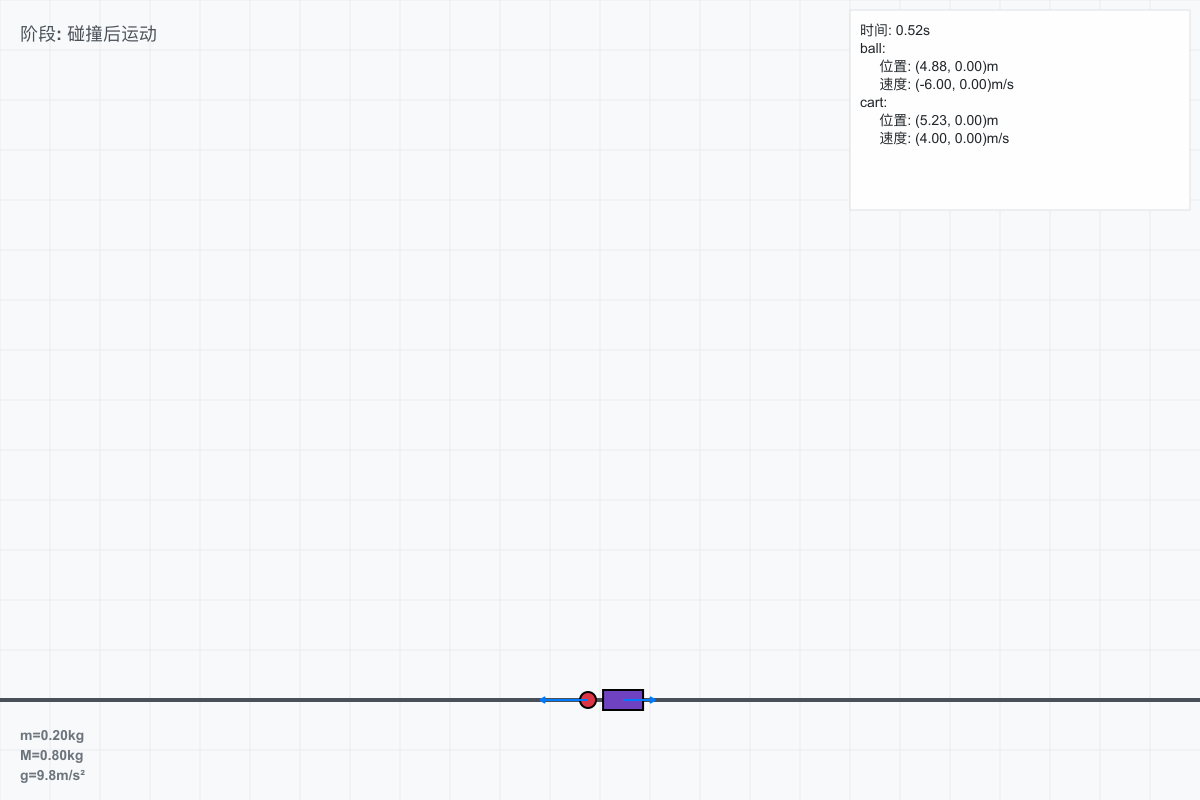 阶段: 碰撞后运动
时间: 0.52s
ball:
位置: (4.88, 0.00)m
速度: (-6.00, 0.00)m/s
cart:
位置: (5.23, 0.00)m
速度: (4.00, 0.00)m/s
m=0.20kg
M=0.80kg
g=9.8m/s²